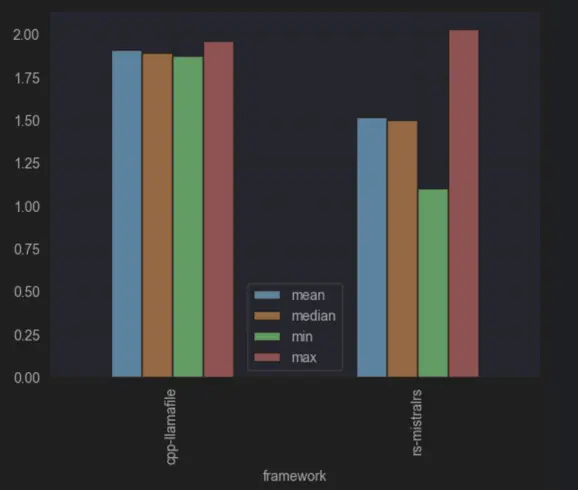 2.00
1.75
1.50
1.25
1.00
0.75
0.50
0.25
0.00
mean
median
min
max
cpp-llamafile
rs-mistralrs
framework